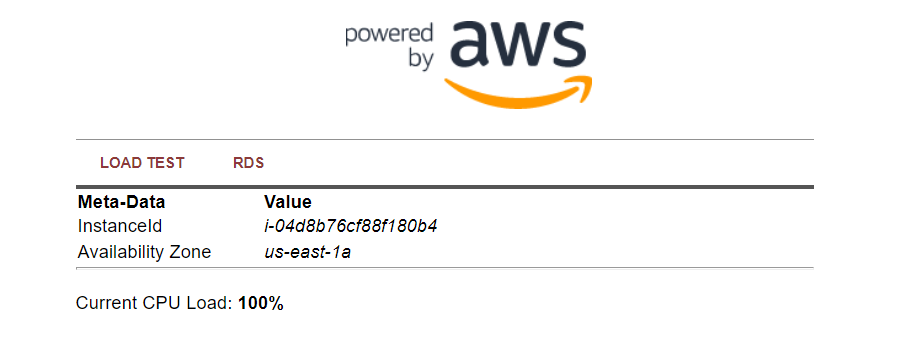 powered
by aws
LOAD TEST RDS
Meta-Data Value
InstanceId i-04d8b76cf88f180b4
Availability Zone us-east-1a
Current CPU Load: 100%